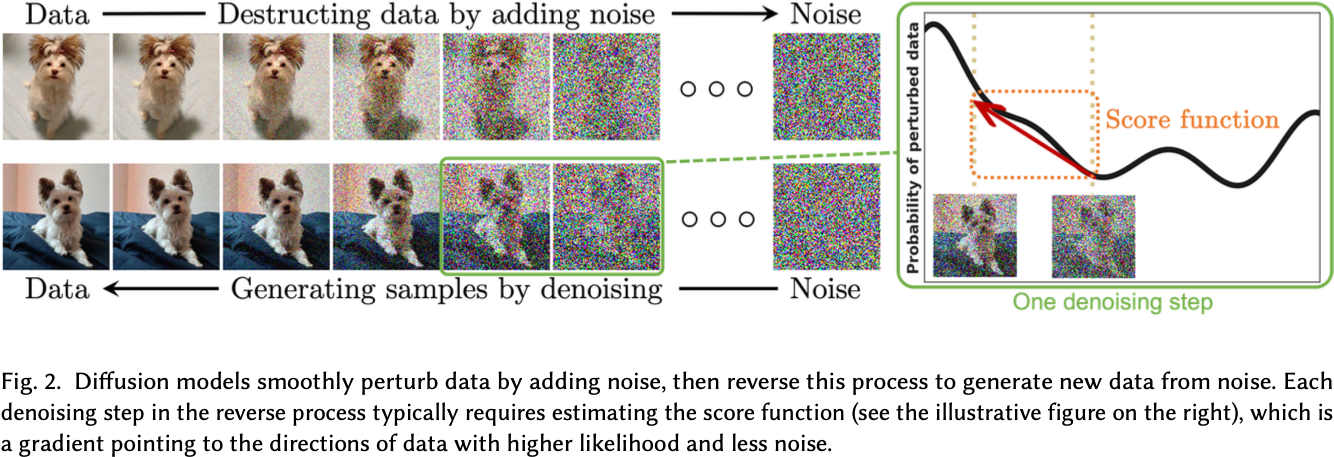 Data
Destructing data by adding noise
Noise
Data
Generating samples by denoising
Noise
Probability of perturbed data
Score function
One denoising step
Fig. 2. Diffusion models smoothly perturb data by adding noise, then reverse this process to generate new data from noise. Each
denoising step in the reverse process typically requires estimating the score function (see the illustrative figure on the right), which is
a gradient pointing to the directions of data with higher likelihood and less noise.